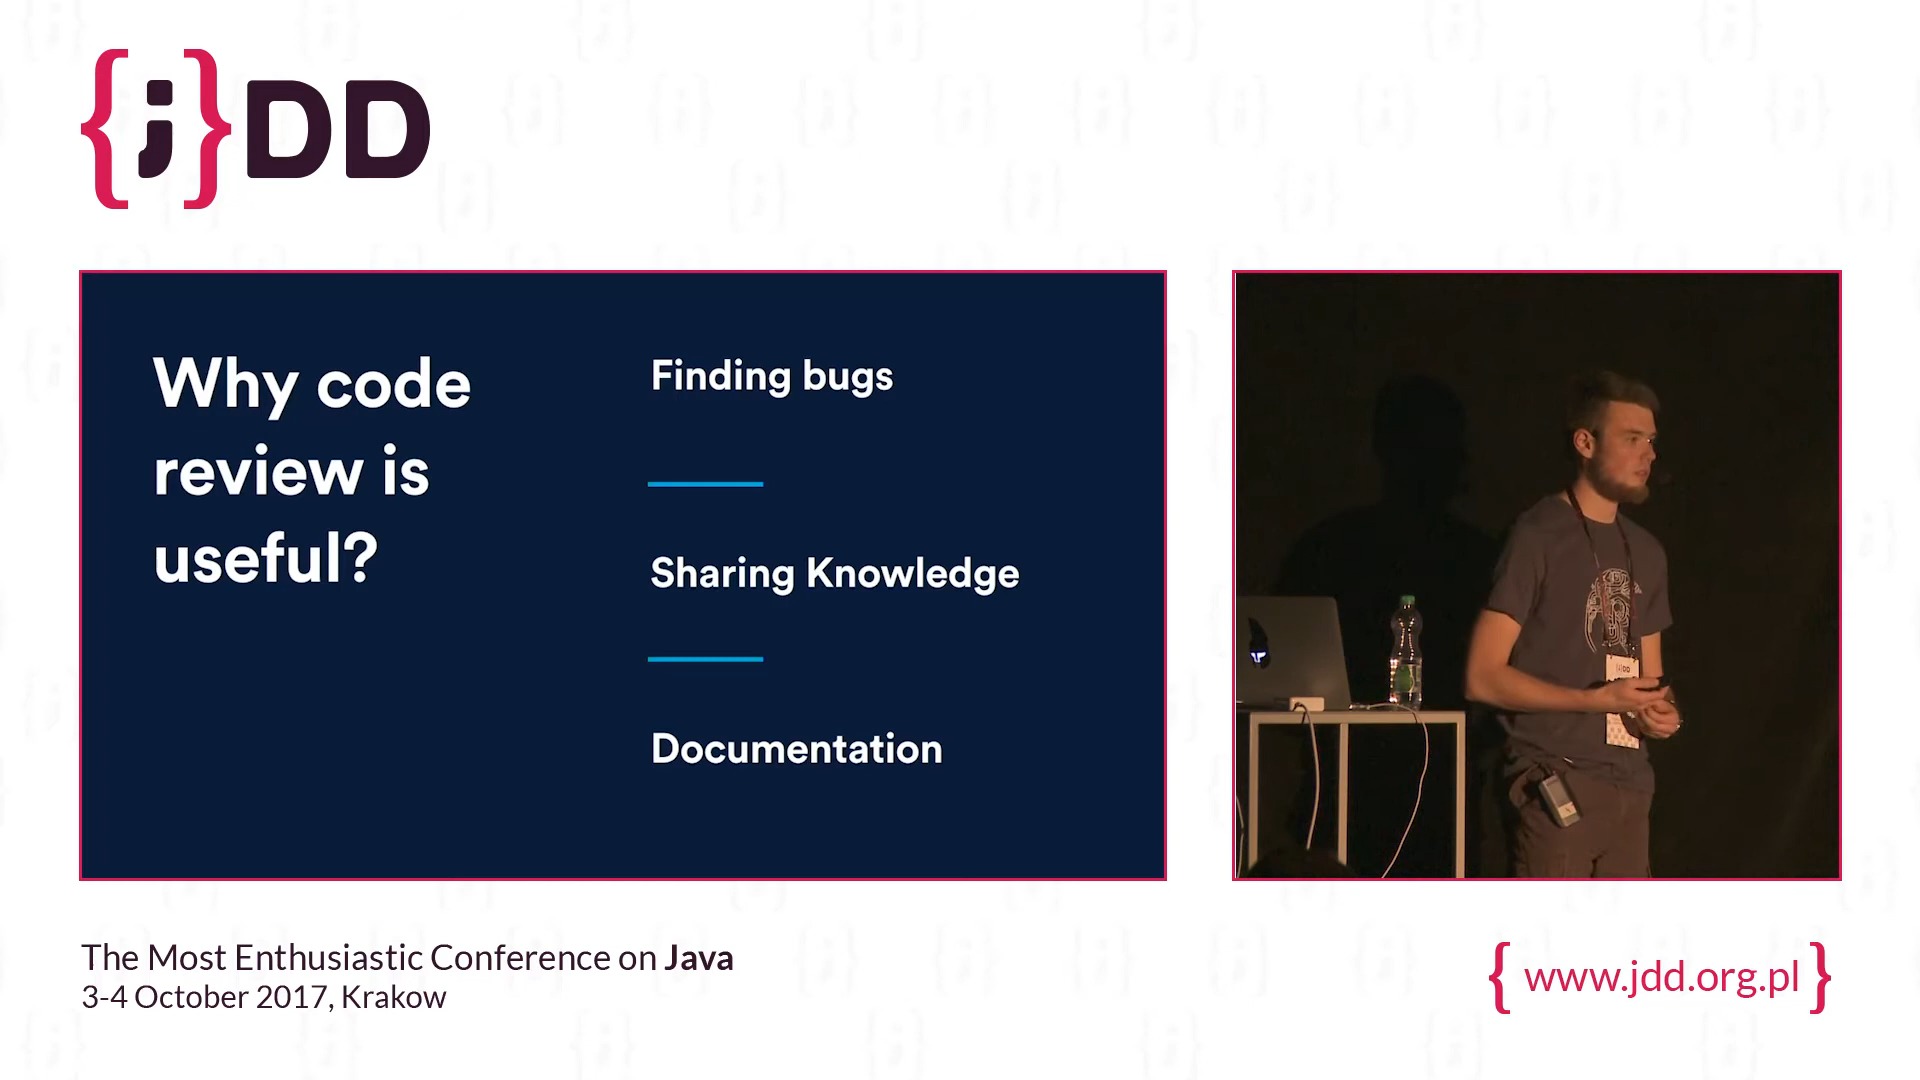 {;}DD
Why code
review is
useful?
Finding bugs
Sharing Knowledge
Documentation
The Most Enthusiastic Conference on Java
3-4 October 2017, Krakow
{ www.jdd.org.pl }